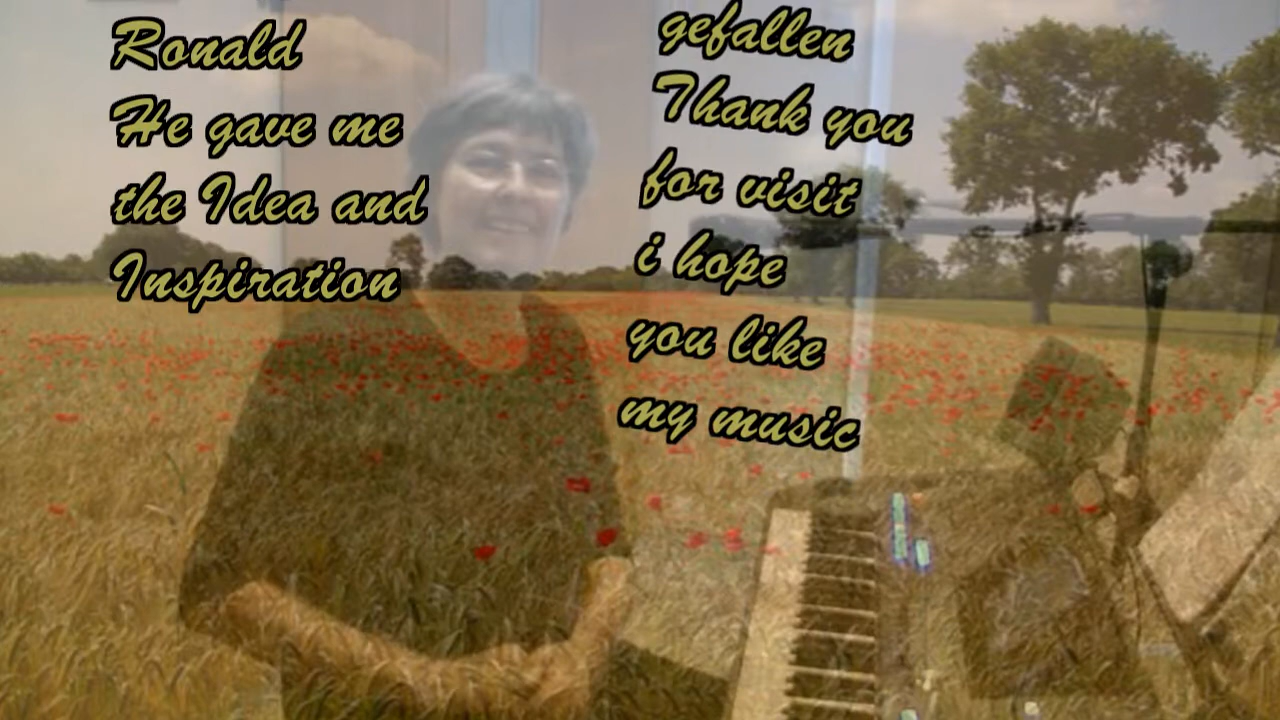 Ronald
He gave me
the Idea and
Inspiration
gefallen
Thank you
for visit
i hope
you like
my music